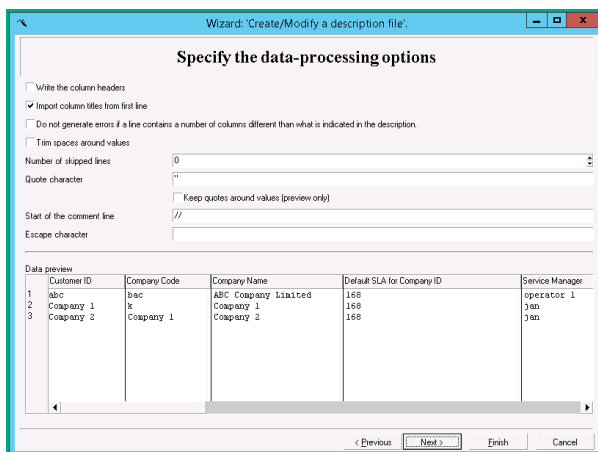 Wizard: 'Create/Modify a description file'.
Specify the data-processing options
Write the column headers
Import column titles from first line
Do not generate errors if a line contains a number of columns different than what is indicated in the description.
Trim spaces around values
Number of skipped lines 0
Quote character "
Keep quotes around values (preview only)
Start of the comment line //
Escape character
Data preview
Customer ID Company Code Company Name Default SLA for Company ID Service Manager
1 abc bac ABC Company Limited 168 operator 1
2 Company 1 k Company 1 168 jan
3 Company 2 Company 1 Company 2 168 jan
< Previous Next > Finish Cancel